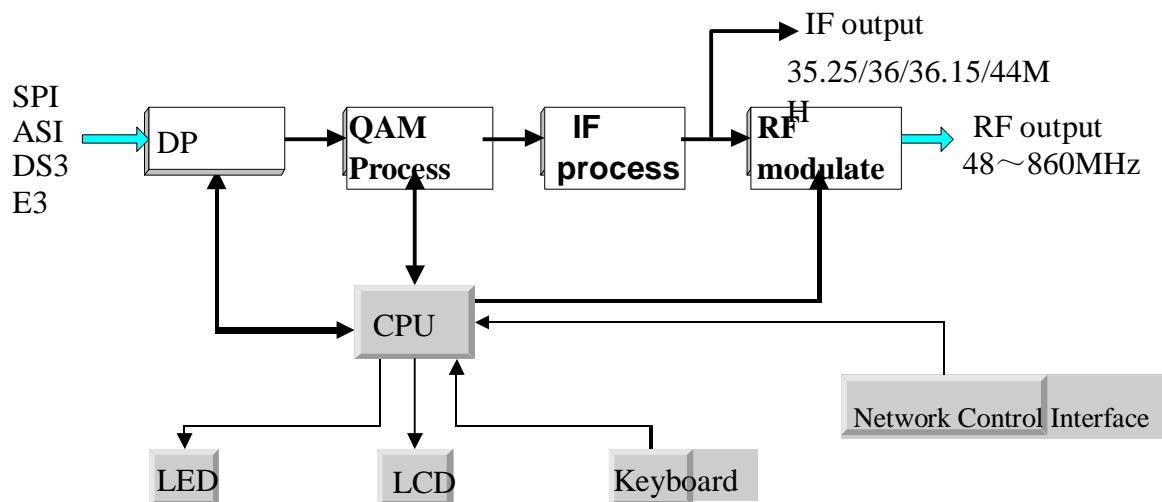 IF output
35.25/36/36.15/44M
H
SPI
ASI
DS3
E3
DP
QAM
Process
IF
process
RF
modulate
RF output
48～860MHz
CPU
Network Control Interface
LED
LCD
Keyboard